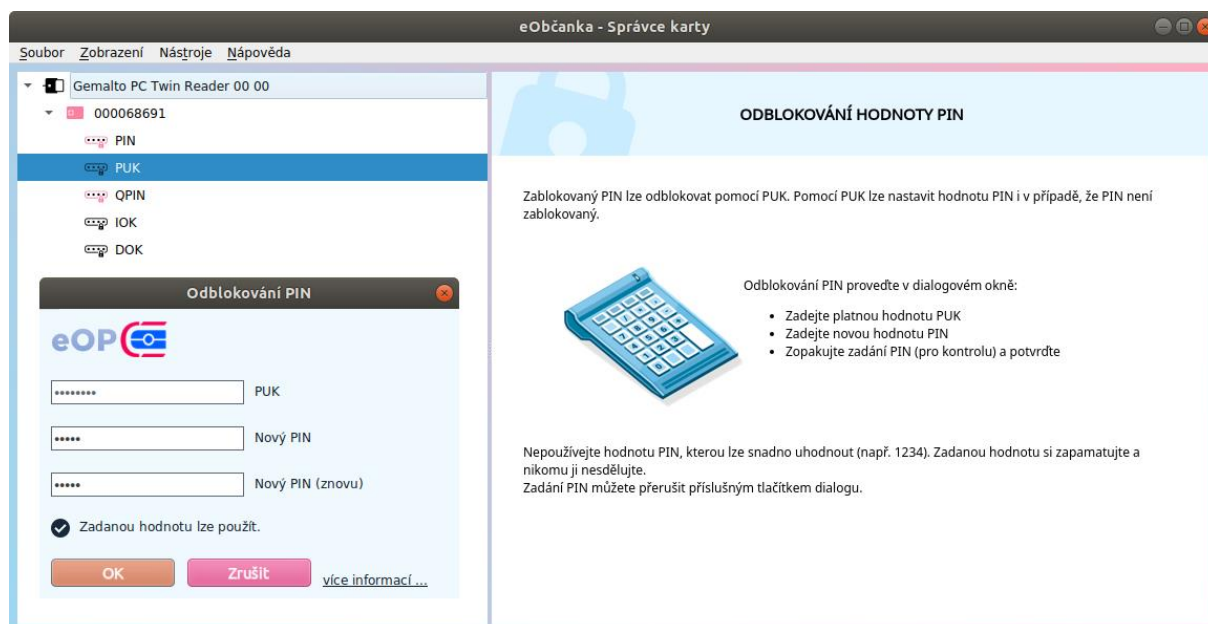 eObčanka - Správce karty
Soubor Zobrazení Nástroje Nápověda
Gemalto PC Twin Reader 00 00
000068691
PIN
PUK
QPIN
IOK
DOK
Odblokování PIN
eOP
PUK
Nový PIN
Nový PIN (znovu)
Zadanou hodnotu lze použít.
OK
Zrušit
více informací ...
ODBLOKOVÁNÍ HODNOTY PIN
Zablokovaný PIN lze odblokovat pomocí PUK. Pomocí PUK lze nastavit hodnotu PIN i v případě, že PIN není
zablokovaný.
Odblokování PIN proveďte v dialogovém okně:
• Zadejte platnou hodnotu PUK
• Zadejte novou hodnotu PIN
• Zopakujte zadání PIN (pro kontrolu) a potvrďte
Nepoužívejte hodnotu PIN, kterou lze snadno uhodnout (např. 1234). Zadanou hodnotu si zapamatujte a
nikomu ji nesdělujte.
Zadání PIN můžete přerušit příslušným tlačítkem dialogu.